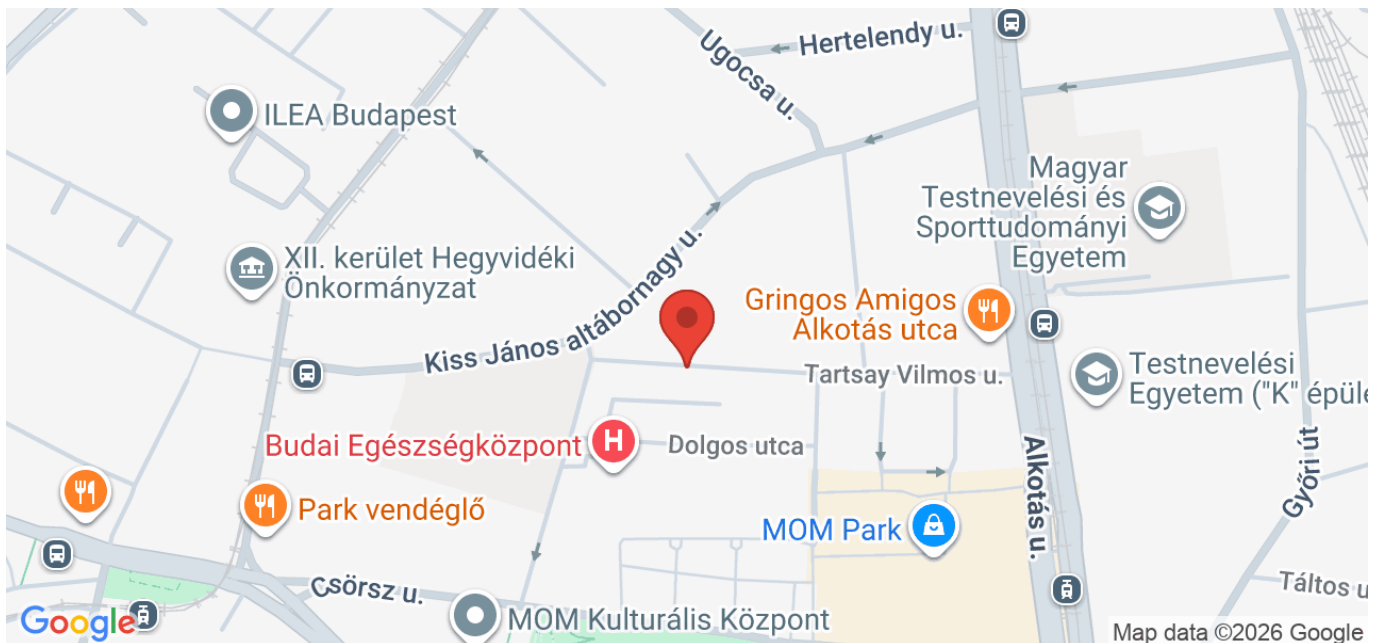 Hertelendy u.
Ugocsa u.
ILEA Budapest
Magyar
Testnevelési és
Sporttudományi
Egyetem
XII. kerület Hegyvidéki
Önkormányzat
Kiss János altábornagy u.
Gringos Amigos
Alkotás utca
Tartsay Vilmos u.
Testnevelési
Egyetem ("K" épüle
Budai Egészségközpont
H
Dolgos utca
Alkotás u.
Győri út
Park vendéglő
MOM Park
Csörsz u.
Táltos u
MOM Kulturális Központ
Google
Map data ©2026 Google